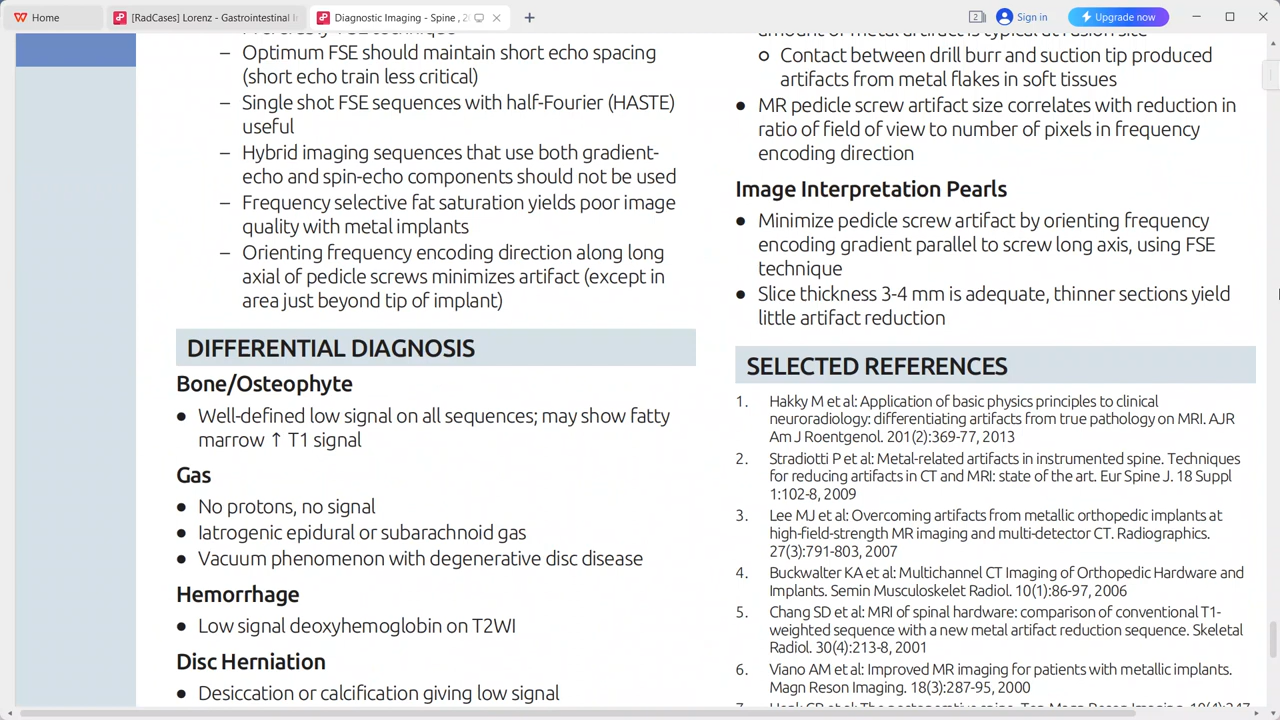 Home
[RadCases] Lorenz - Gastrointestinal I
Diagnostic Imaging - Spine , 2
2
Sign in
Upgrade now
– Optimum FSE should maintain short echo spacing
(short echo train less critical)
– Single shot FSE sequences with half-Fourier (HASTE)
useful
– Hybrid imaging sequences that use both gradient-
echo and spin-echo components should not be used
– Frequency selective fat saturation yields poor image
quality with metal implants
– Orienting frequency encoding direction along long
axial of pedicle screws minimizes artifact (except in
area just beyond tip of implant)
DIFFERENTIAL DIAGNOSIS
Bone/Osteophyte
● Well-defined low signal on all sequences; may show fatty
marrow ↑ T1 signal
Gas
● No protons, no signal
● Iatrogenic epidural or subarachnoid gas
● Vacuum phenomenon with degenerative disc disease
Hemorrhage
● Low signal deoxyhemoglobin on T2WI
Disc Herniation
● Desiccation or calcification giving low signal
amount of metal artifact is typical at fusion site
o Contact between drill burr and suction tip produced
artifacts from metal flakes in soft tissues
● MR pedicle screw artifact size correlates with reduction in
ratio of field of view to number of pixels in frequency
encoding direction
Image Interpretation Pearls
● Minimize pedicle screw artifact by orienting frequency
encoding gradient parallel to screw long axis, using FSE
technique
● Slice thickness 3-4 mm is adequate, thinner sections yield
little artifact reduction
SELECTED REFERENCES
1. Hakky M et al: Application of basic physics principles to clinical
neuroradiology: differentiating artifacts from true pathology on MRI. AJR
Am J Roentgenol. 201(2):369-77, 2013
2. Stradiotti P et al: Metal-related artifacts in instrumented spine. Techniques
for reducing artifacts in CT and MRI: state of the art. Eur Spine J. 18 Suppl
1:102-8, 2009
3. Lee MJ et al: Overcoming artifacts from metallic orthopedic implants at
high-field-strength MR imaging and multi-detector CT. Radiographics.
27(3):791-803, 2007
4. Buckwalter KA et al: Multichannel CT Imaging of Orthopedic Hardware and
Implants. Semin Musculoskelet Radiol. 10(1):86-97, 2006
5. Chang SD et al: MRI of spinal hardware: comparison of conventional T1-
weighted sequence with a new metal artifact reduction sequence. Skeletal
Radiol. 30(4):213-8, 2001
6. Viano AM et al: Improved MR imaging for patients with metallic implants.
Magn Reson Imaging. 18(3):287-95, 2000